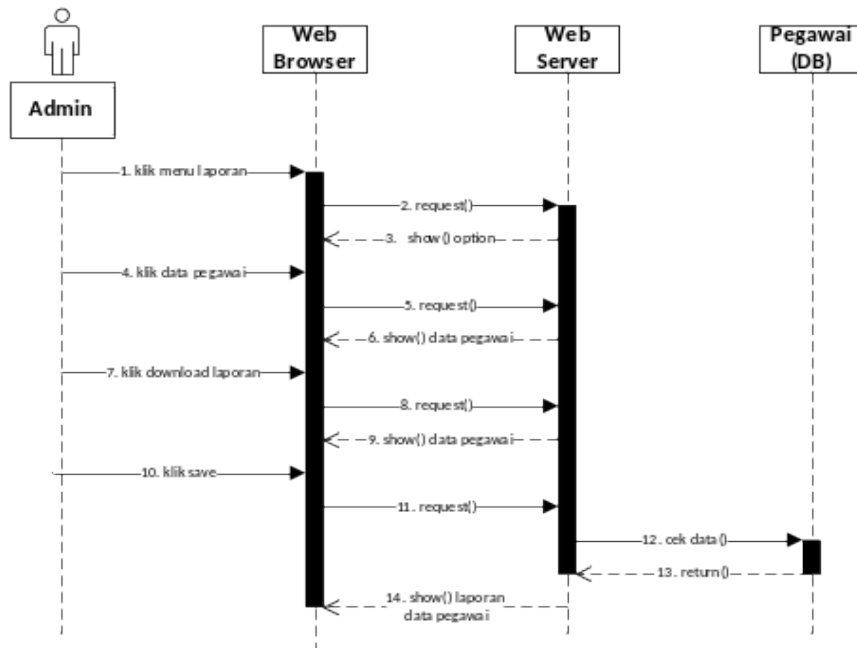 Web
Browser
Web
Server
Pegawai
(DB)
Admin
1. klik menu laporan
2. request()
3. show() option
4. klik data pegawai
5. request()
6. show() data pegawai
7. klik download laporan
8. request()
9. show() data pegawai
10. klik save
11. request()
12. cek data()
13. return()
14. show() laporan
data pegawai